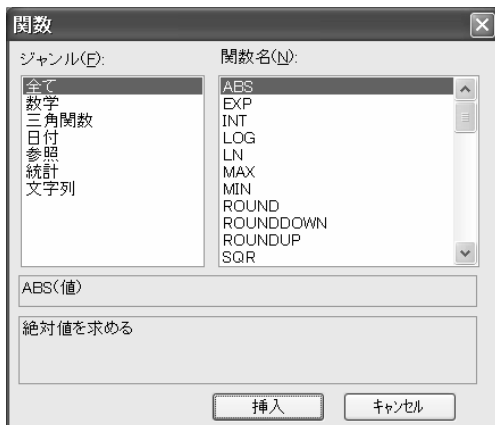 関数
ジャンル(F):
全て
数学
三角関数
日付
参照
統計
文字列
関数名(N):
ABS
EXP
INT
LOG
LN
MAX
MIN
ROUND
ROUNDDOWN
ROUNDUP
SQR
ABS(値)
絶対値を求める
挿入
キャンセル